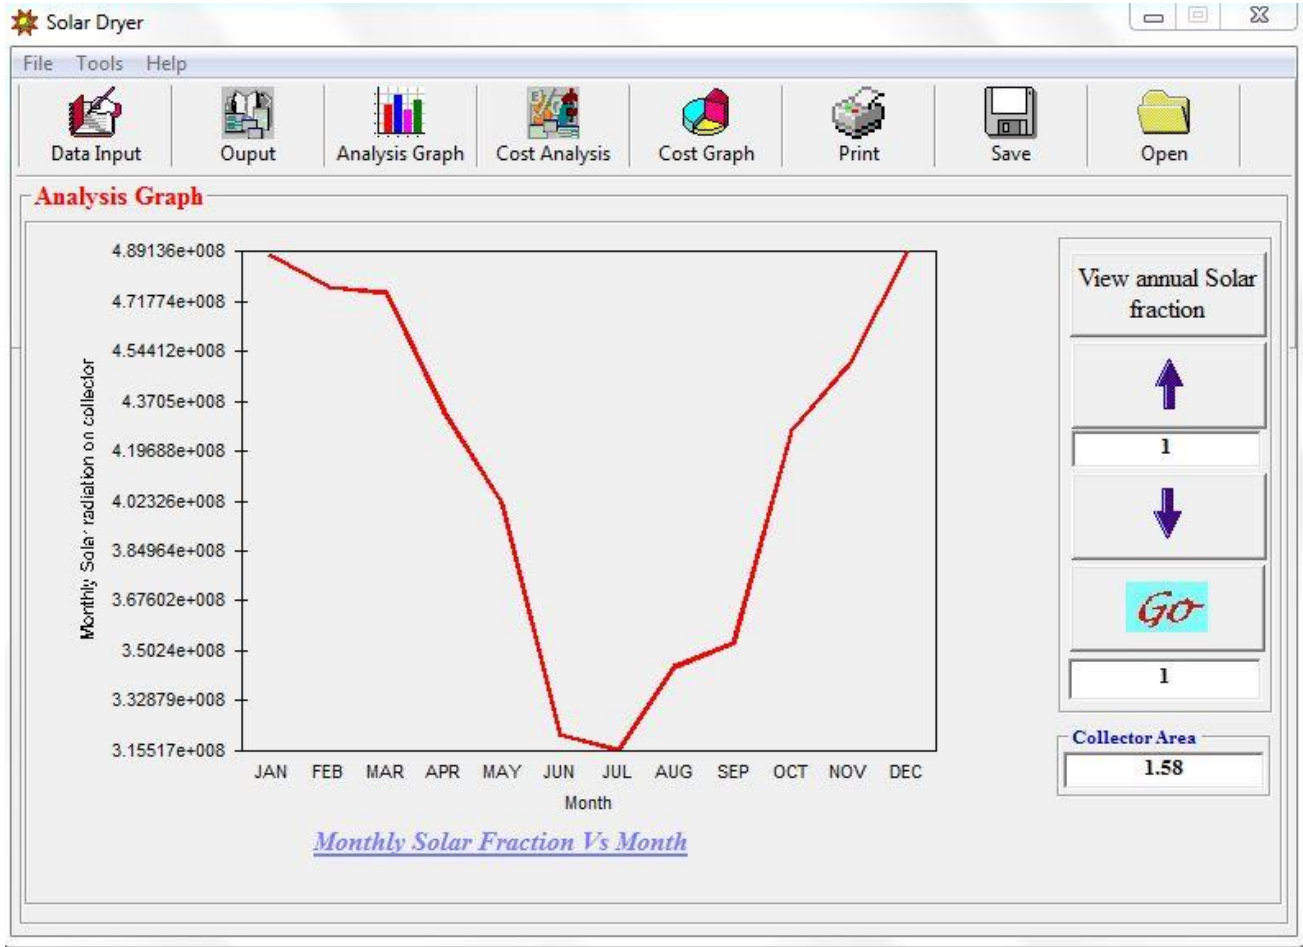 Solar Dryer
File Tools Help
Data Input Ouput Analysis Graph Cost Analysis Cost Graph Print Save Open
Analysis Graph
Monthly Solar radiation on collector
4.89136e+008
4.71774e+008
4.54412e+008
4.3705e+008
4.19688e+008
4.02326e+008
3.84964e+008
3.67602e+008
3.5024e+008
3.32879e+008
3.15517e+008
JAN FEB MAR APR MAY JUN JUL AUG SEP OCT NOV DEC
Month
Monthly Solar Fraction Vs Month
View annual Solar
fraction
1
Go
1
Collector Area
1.58